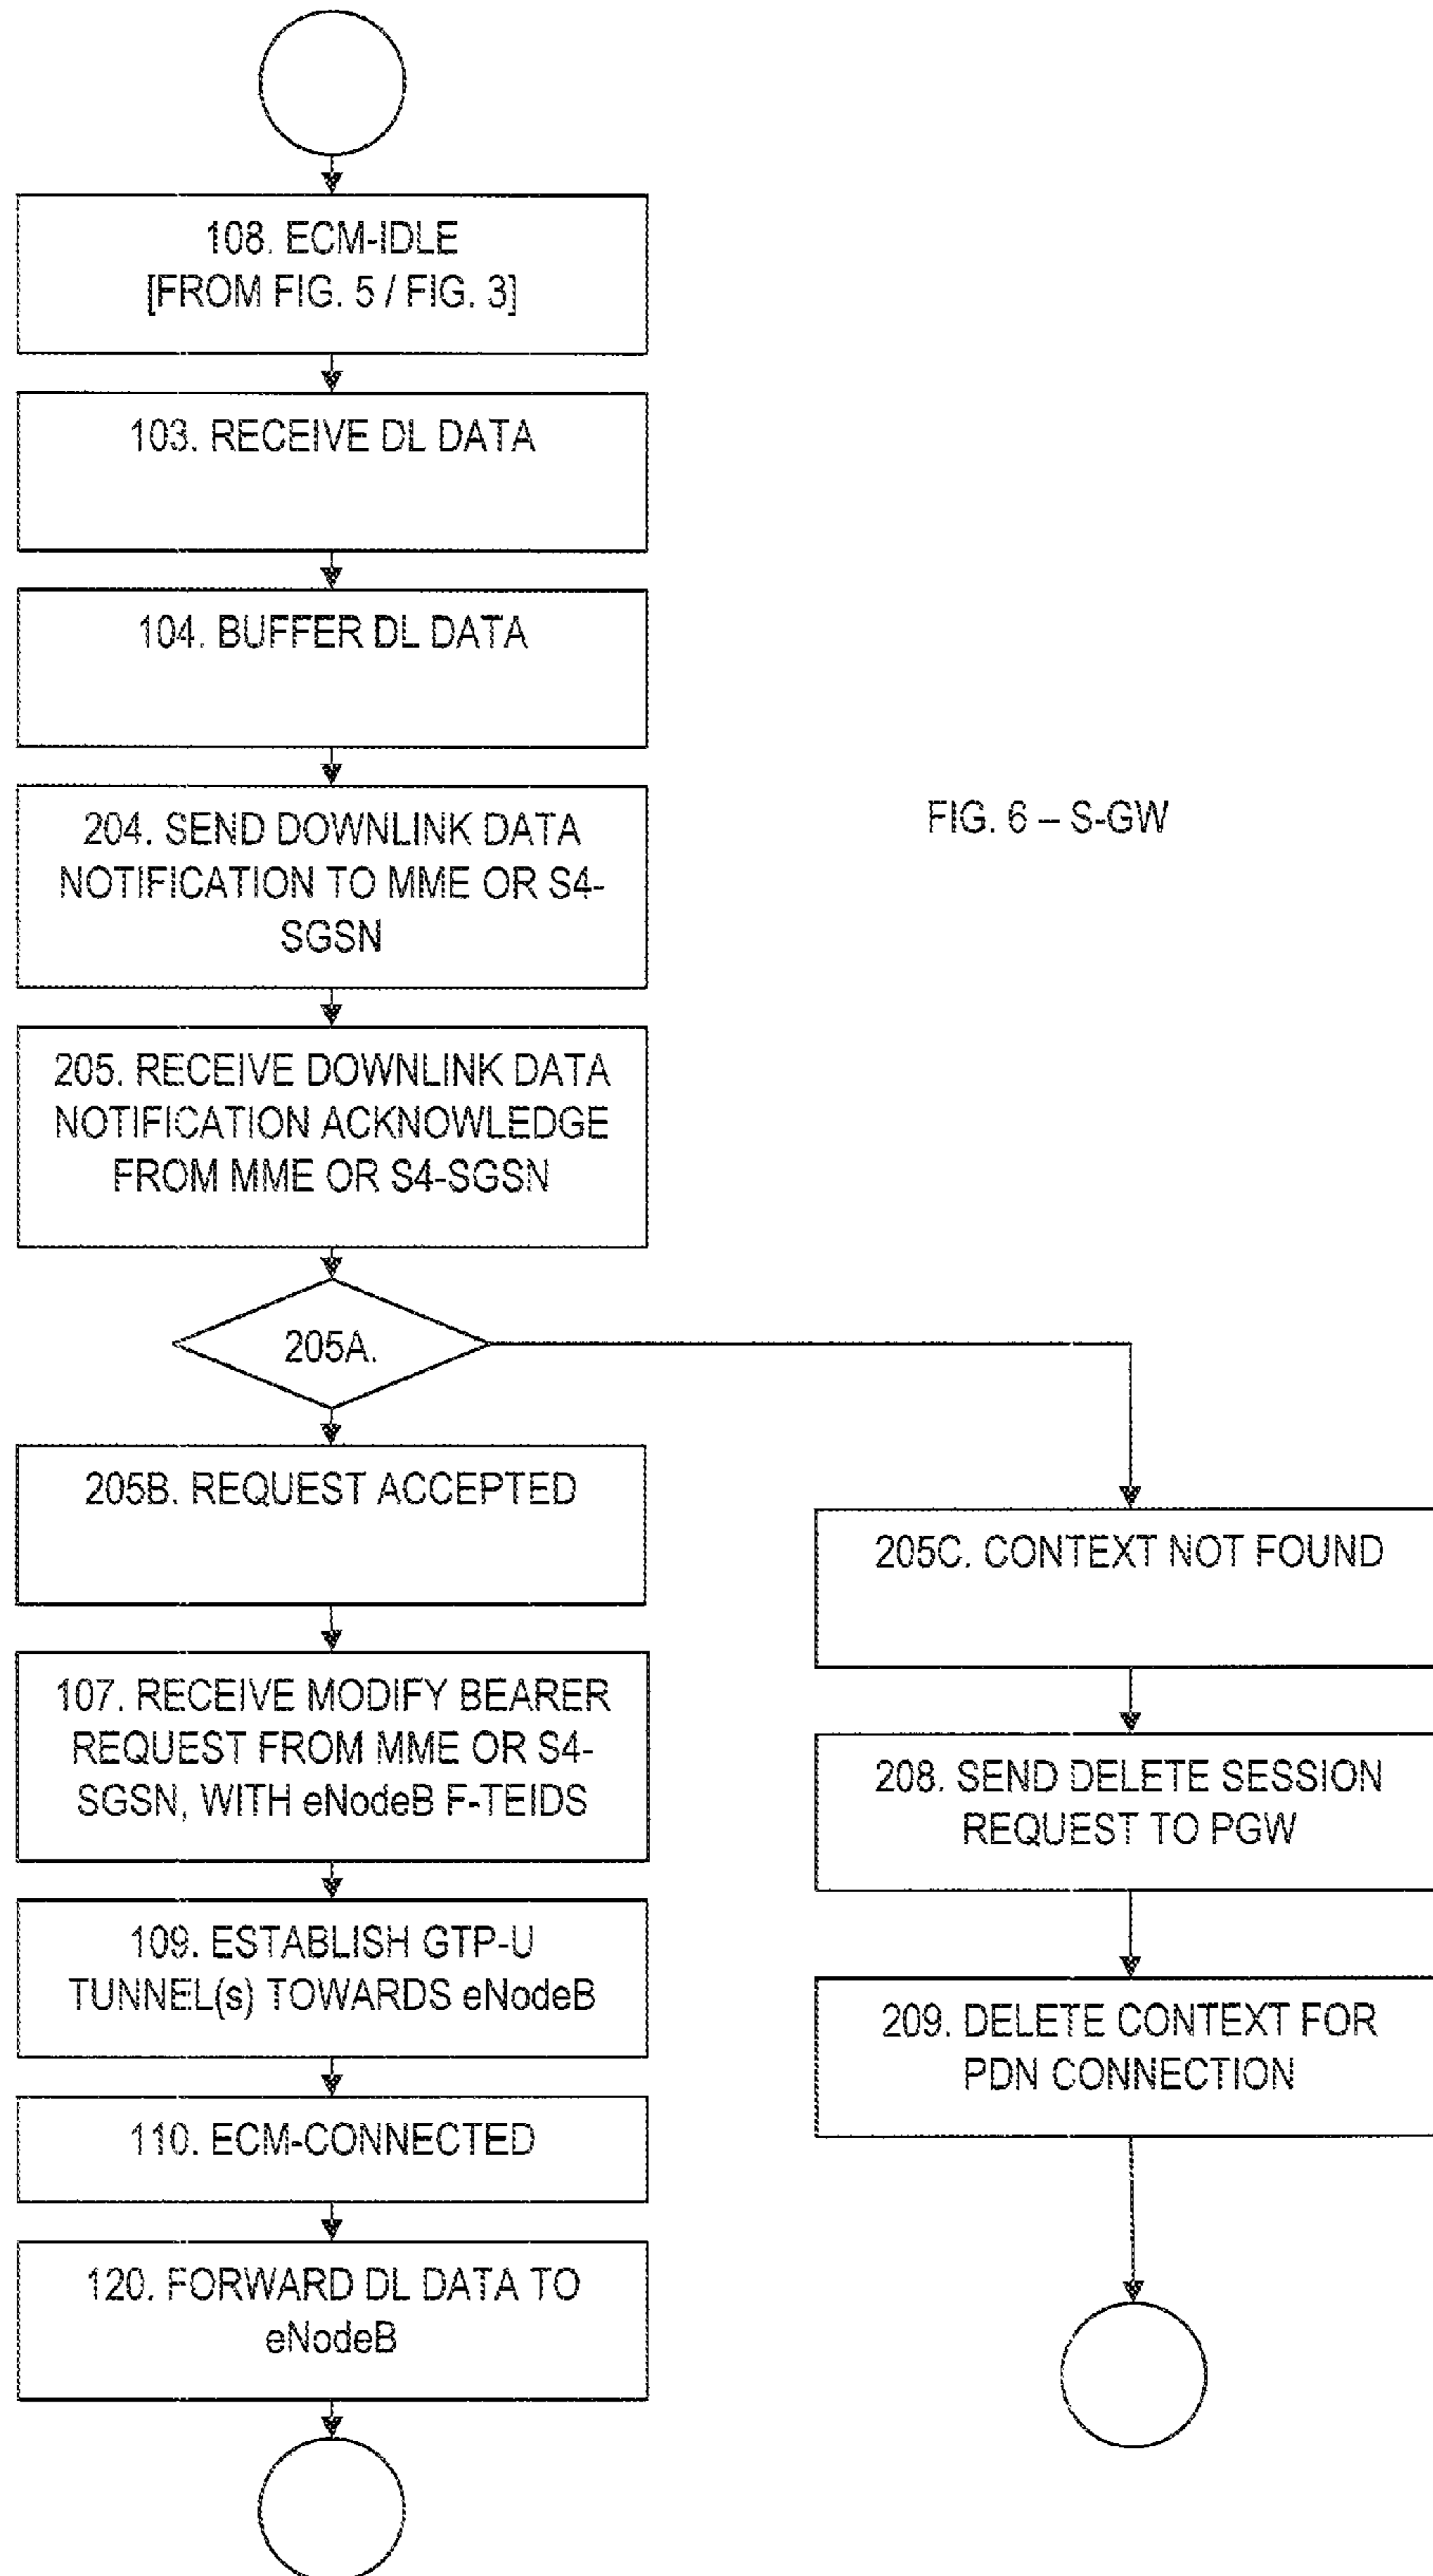 108. ECM-IDLE
[FROM FIG. 5 / FIG. 3]
103. RECEIVE DL DATA
104. BUFFER DL DATA
204. SEND DOWNLINK DATA
NOTIFICATION TO MME OR S4-
SGSN
FIG. 6 – S-GW
205. RECEIVE DOWNLINK DATA
NOTIFICATION ACKNOWLEDGE
FROM MME OR S4-SGSN
205A.
205B. REQUEST ACCEPTED
107. RECEIVE MODIFY BEARER
REQUEST FROM MME OR S4-
SGSN, WITH eNodeB F-TEIDS
109. ESTABLISH GTP-U
TUNNEL(s) TOWARDS eNodeB
110. ECM-CONNECTED
120. FORWARD DL DATA TO
eNodeB
205C. CONTEXT NOT FOUND
208. SEND DELETE SESSION
REQUEST TO PGW
209. DELETE CONTEXT FOR
PDN CONNECTION